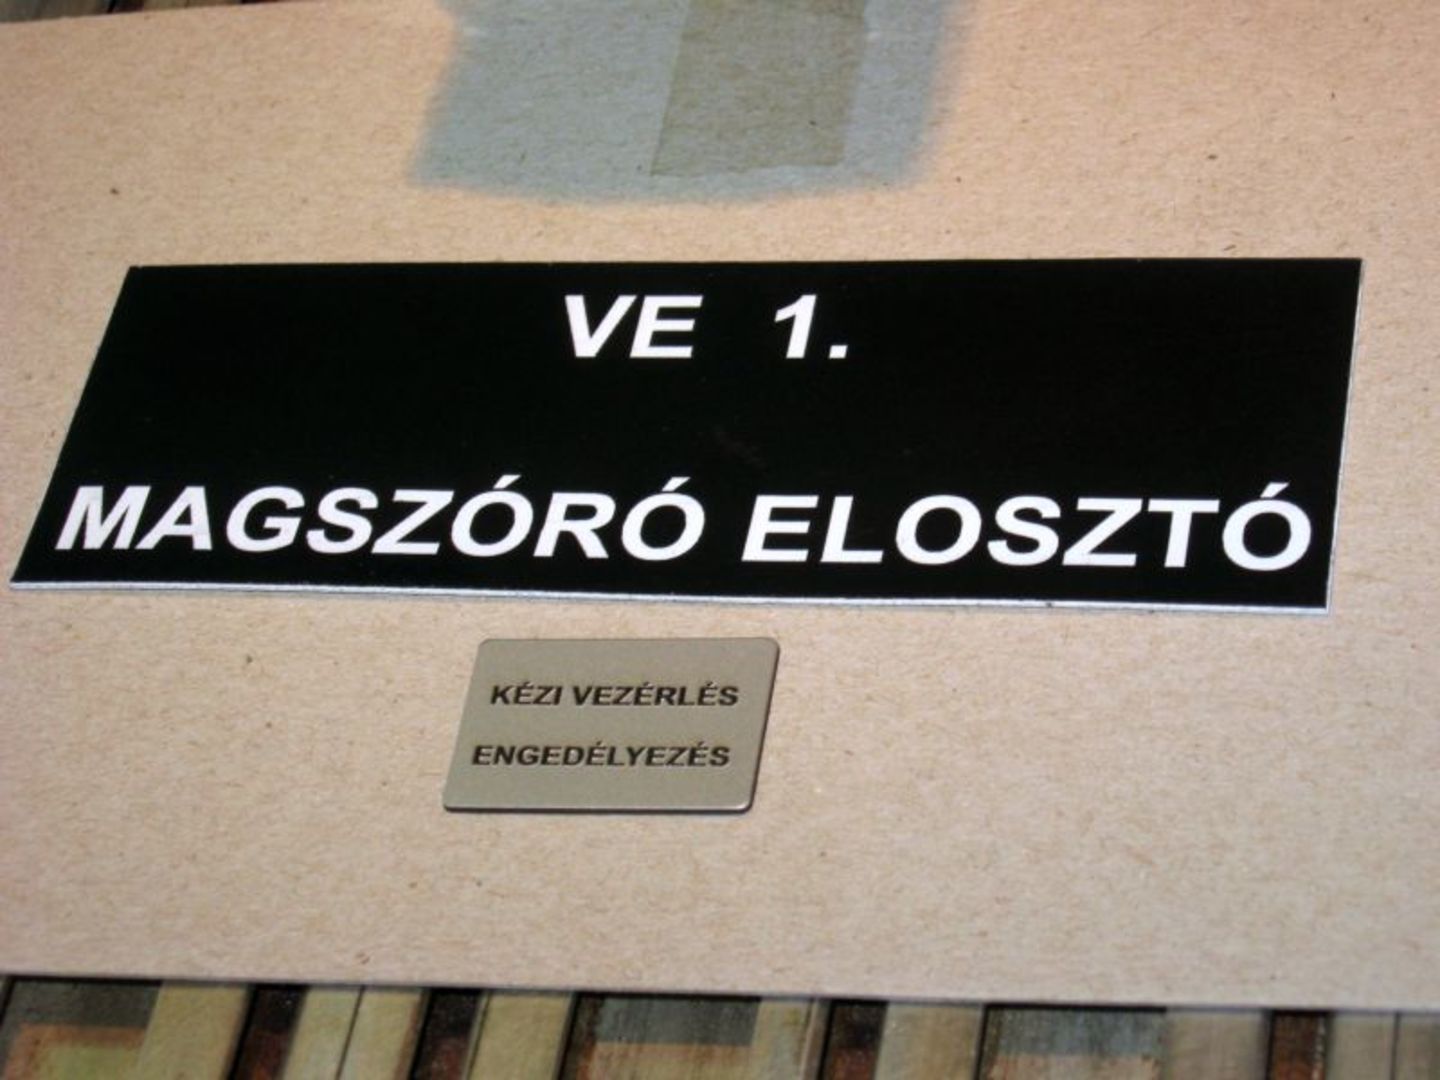 VE 1.
MAGSZÓRÓ ELOSZTÓ
KÉZI VEZÉRLÉS
ENGEDÉLYEZÉS